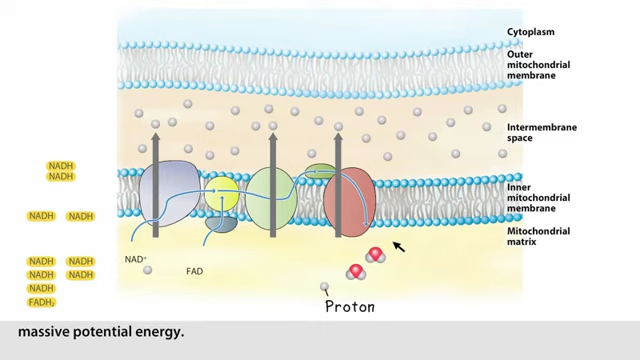 Cytoplasm
Outer
mitochondrial
membrane
Intermembrane
space
Inner
mitochondrial
membrane
Mitochondrial
matrix
NADH
NADH
NADH NADH
NADH NADH
NADH NADH
NADH
FADH₂
NAD⁺
FAD
Proton
massive potential energy.